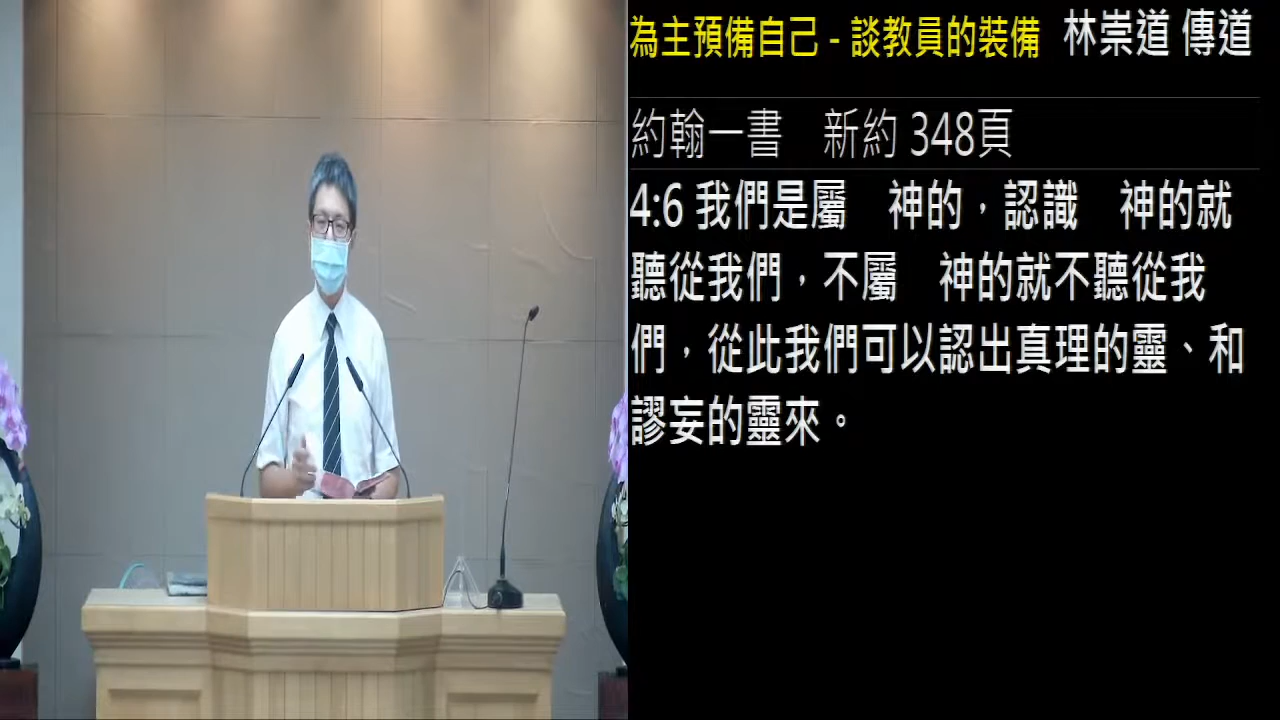 為主預備自己 - 談教員的裝備 林崇道 傳道
約翰一書　新約 348頁
4:6 我們是屬　神的，認識　神的就
聽從我們，不屬　神的就不聽從我
們，從此我們可以認出真理的靈、和
謬妄的靈來。